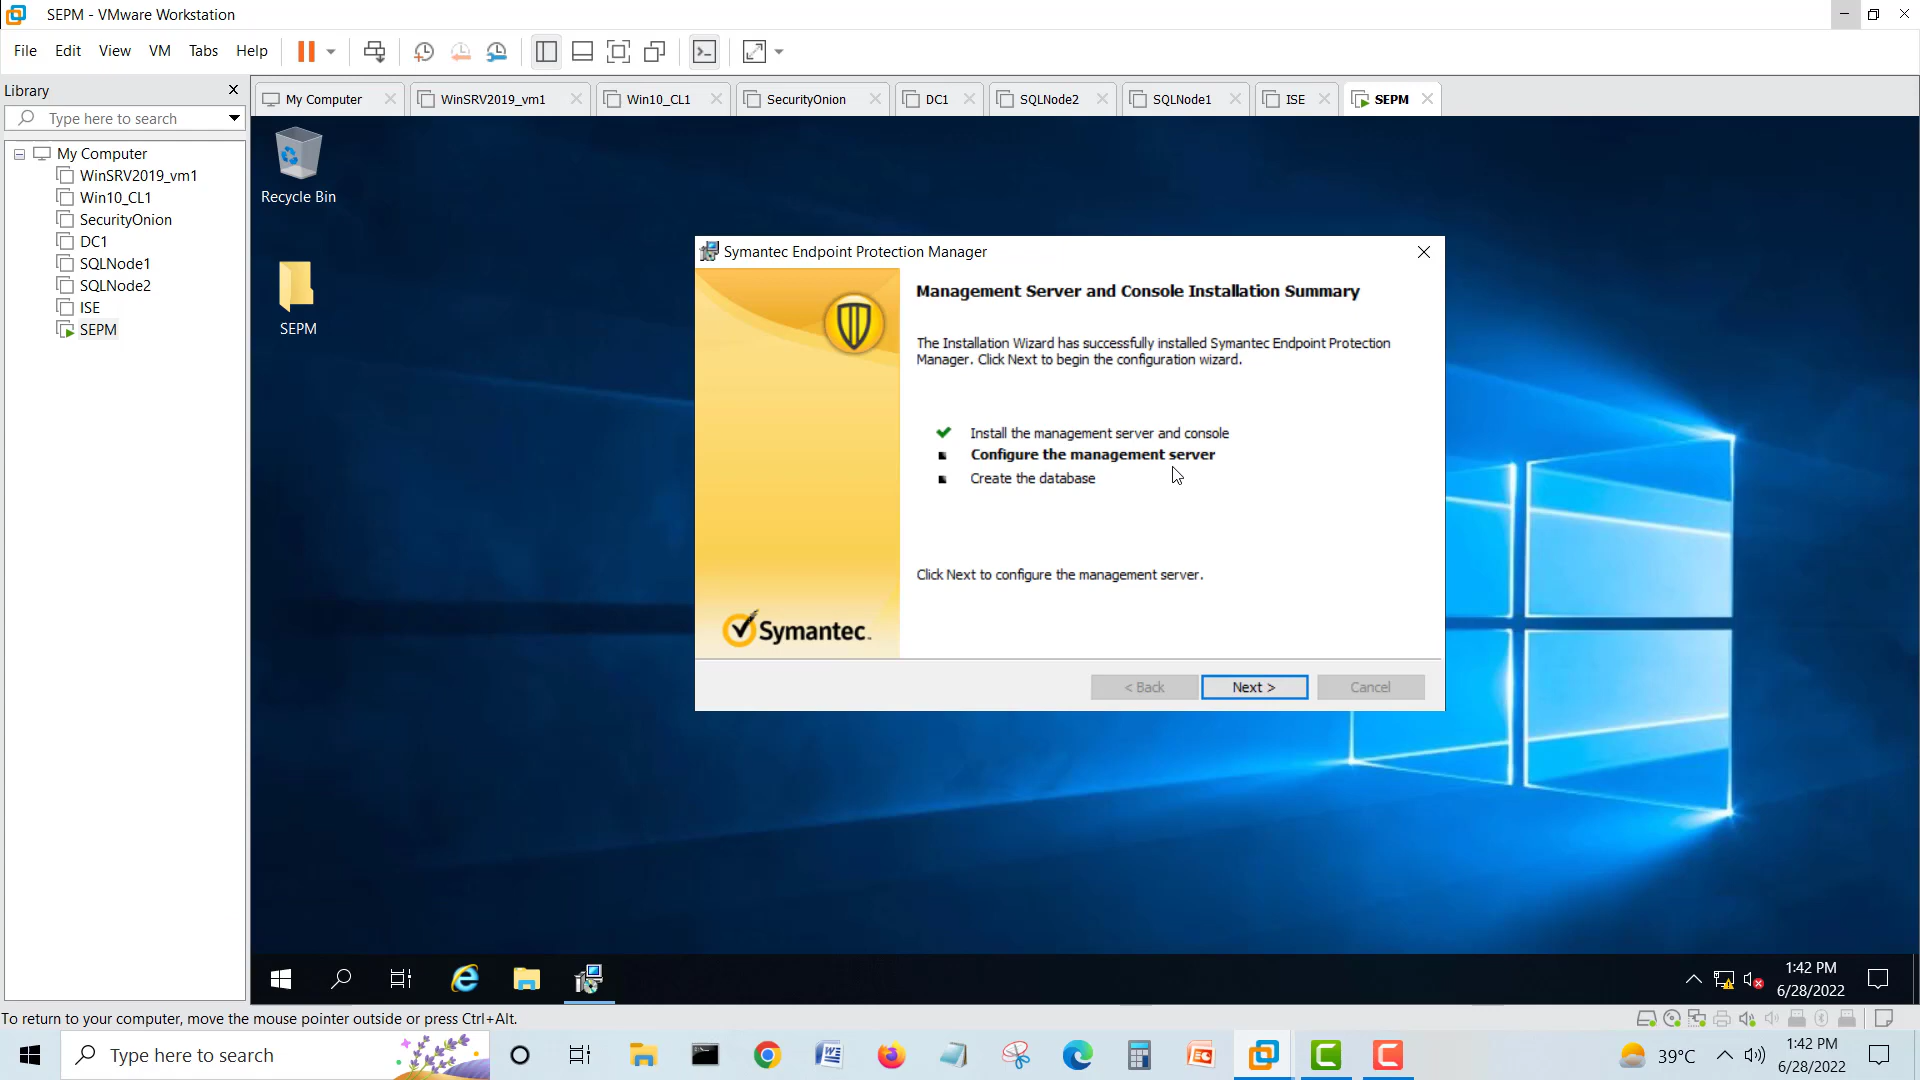 SEPM - VMware Workstation
File Edit View VM Tabs Help
Library
Type here to search
My Computer
WinSRV2019_vm1
Win10_CL1
SecurityOnion
DC1
SQLNode1
SQLNode2
ISE
SEPM
My Computer WinSRV2019_vm1 Win10_CL1 SecurityOnion DC1 SQLNode2 SQLNode1 ISE SEPM
Recycle Bin
SEPM
Symantec Endpoint Protection Manager
Management Server and Console Installation Summary
The Installation Wizard has successfully installed Symantec Endpoint Protection
Manager. Click Next to begin the configuration wizard.
Install the management server and console
Configure the management server
Create the database
Click Next to configure the management server.
Symantec.
< Back Next > Cancel
1:42 PM
6/28/2022
To return to your computer, move the mouse pointer outside or press Ctrl+Alt.
Type here to search
39°C
1:42 PM
6/28/2022